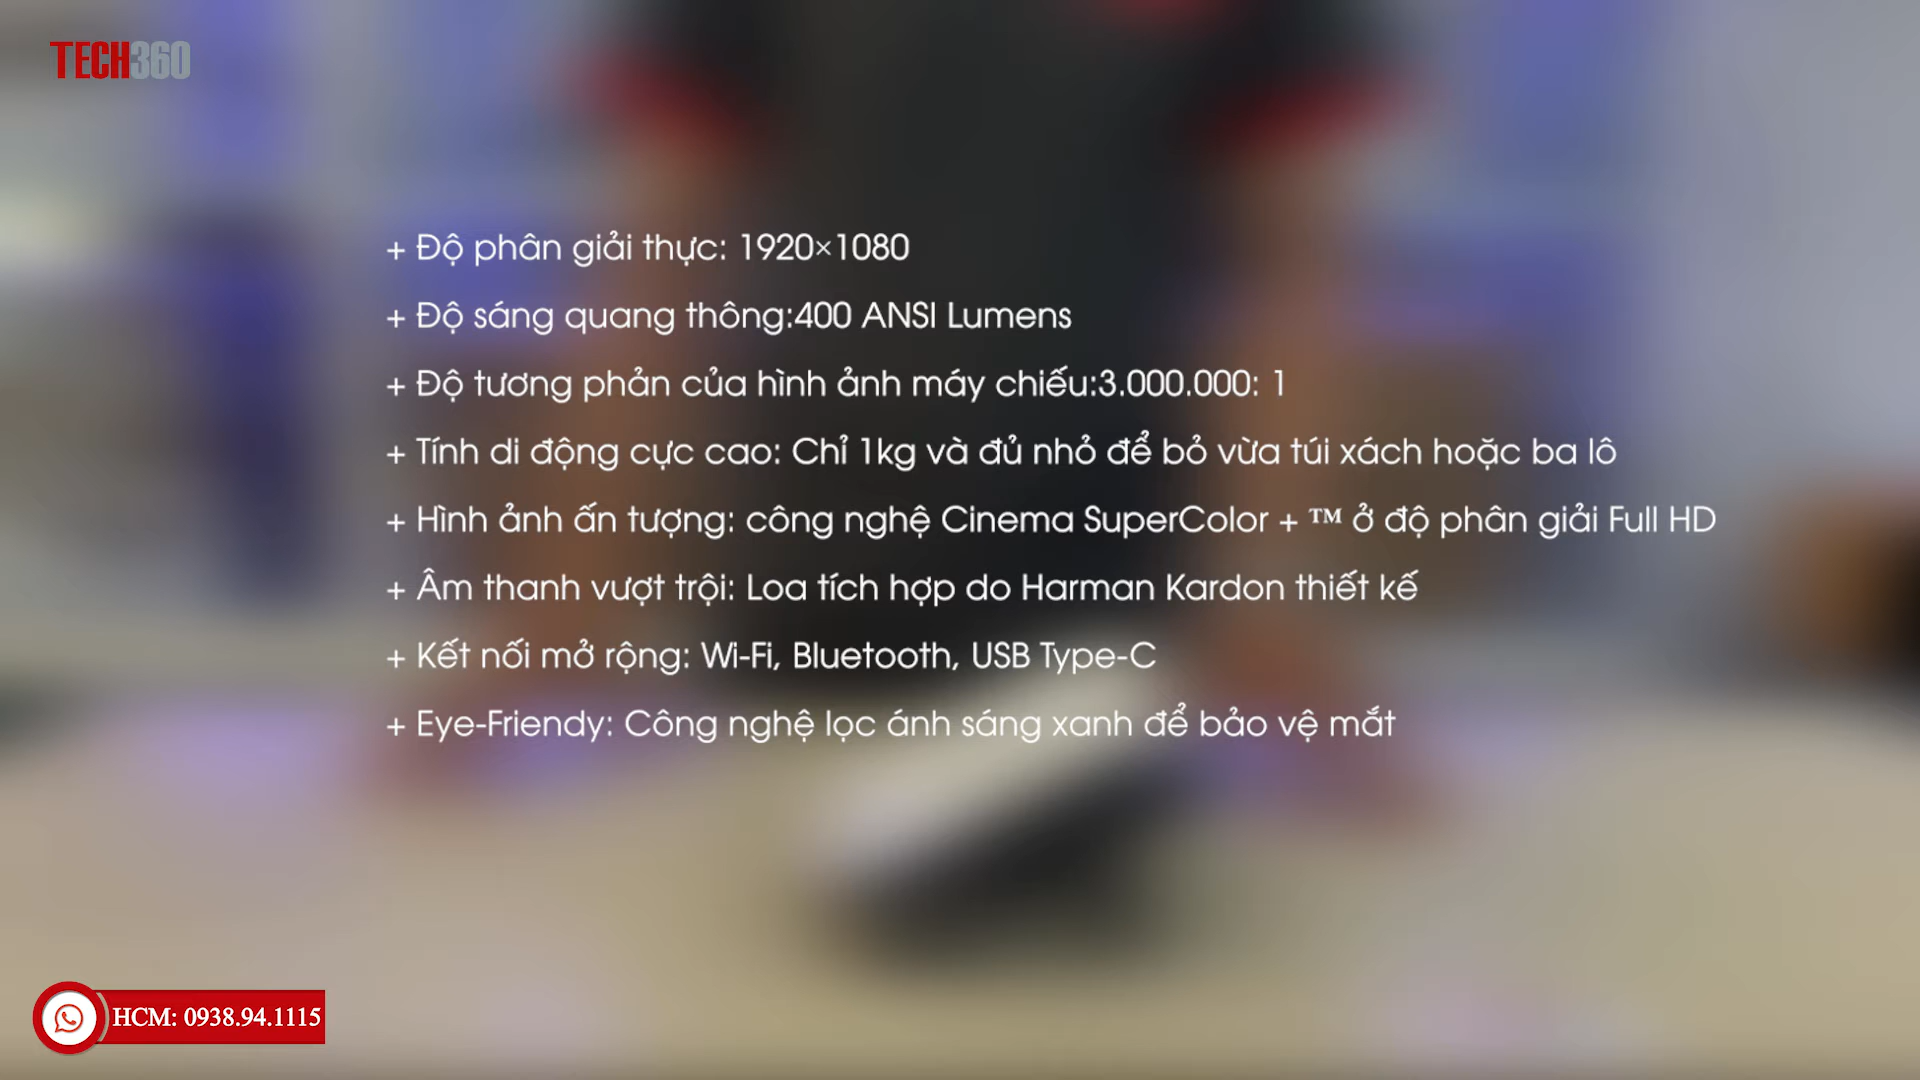 TECH360
+ Độ phân giải thực: 1920×1080
+ Độ sáng quang thông:400 ANSI Lumens
+ Độ tương phản của hình ảnh máy chiếu:3.000.000: 1
+ Tính di động cực cao: Chỉ 1kg và đủ nhỏ để bỏ vừa túi xách hoặc ba lô
+ Hình ảnh ấn tượng: công nghệ Cinema SuperColor + ™ ở độ phân giải Full HD
+ Âm thanh vượt trội: Loa tích hợp do Harman Kardon thiết kế
+ Kết nối mở rộng: Wi-Fi, Bluetooth, USB Type-C
+ Eye-Friendy: Công nghệ lọc ánh sáng xanh để bảo vệ mắt
HCM: 0938.94.1115